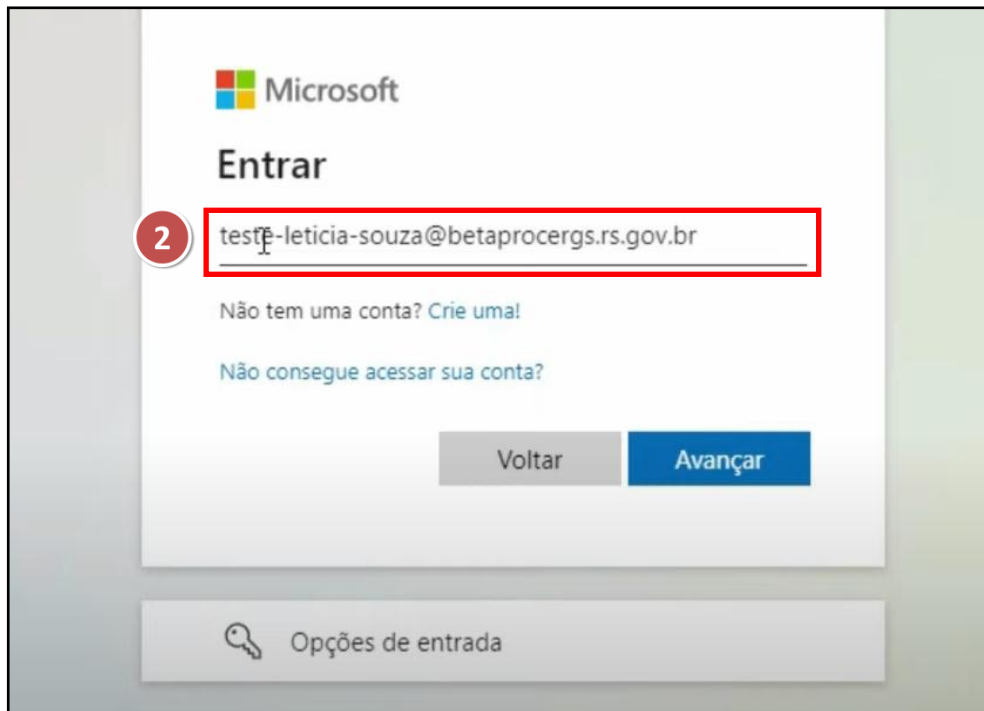 Microsoft
Entrar
2
teste-leticia-souza@betaprocergs.rs.gov.br
Não tem uma conta? Crie uma!
Não consegue acessar sua conta?
Voltar
Avançar
Opções de entrada